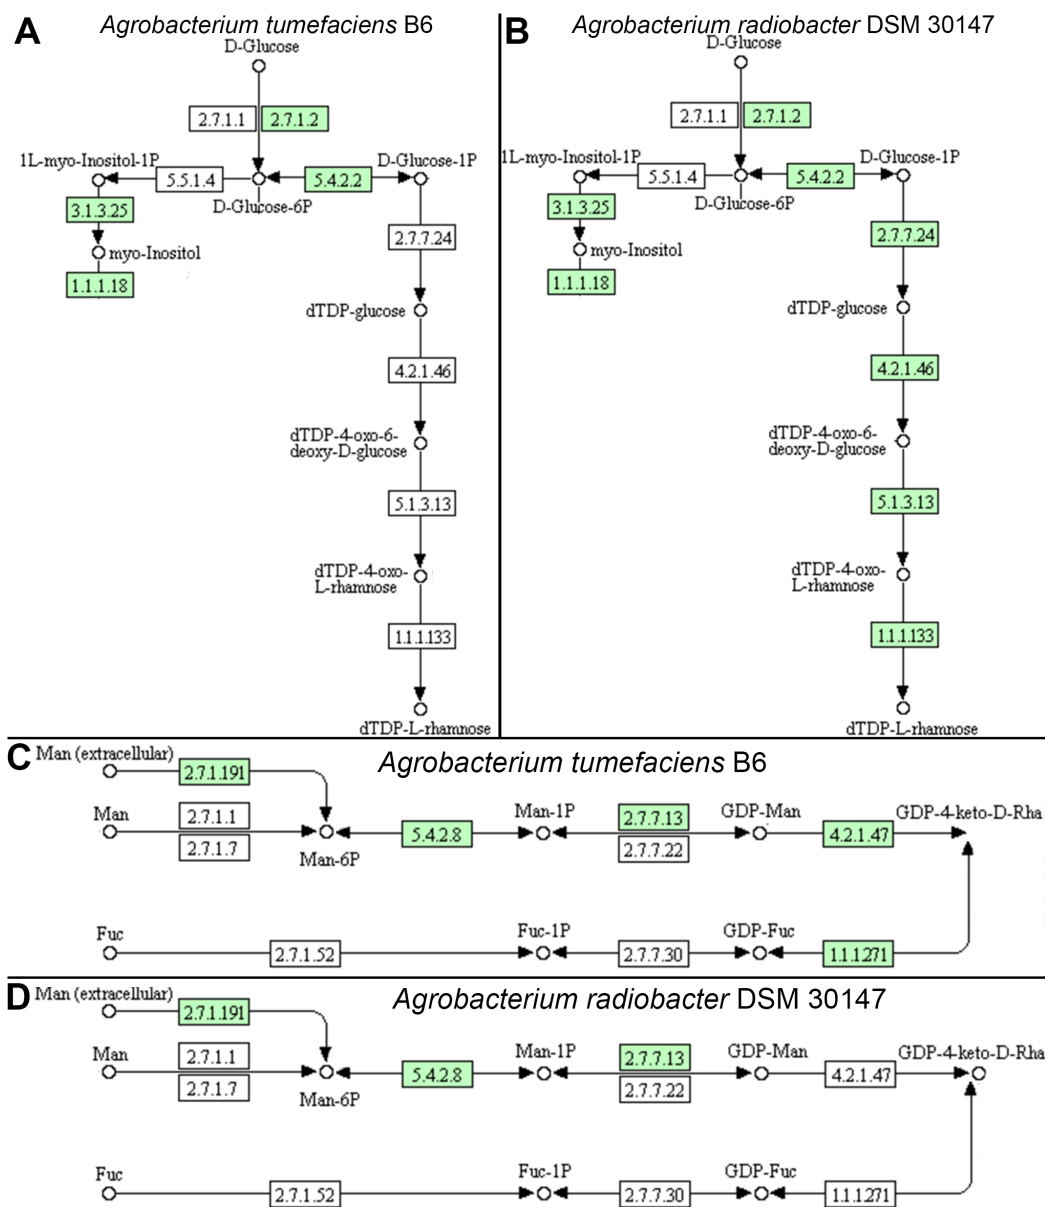 A
Agrobacterium tumefaciens B6
D-Glucose
2.7.1.1
2.7.1.2
1L-myo-Inositol-1P
5.5.1.4
5.4.2.2
D-Glucose-1P
D-Glucose-6P
3.1.3.25
myo-Inositol
1.1.1.18
2.7.7.24
dTDP-glucose
4.2.1.46
dTDP-4-oxo-6-
deoxy-D-glucose
5.1.3.13
dTDP-4-oxo-
L-rhamnose
1.1.1.133
dTDP-L-rhamnose
B
Agrobacterium radiobacter DSM 30147
D-Glucose
2.7.1.1
2.7.1.2
1L-myo-Inositol-1P
5.5.1.4
5.4.2.2
D-Glucose-1P
D-Glucose-6P
3.1.3.25
myo-Inositol
1.1.1.18
2.7.7.24
dTDP-glucose
4.2.1.46
dTDP-4-oxo-6-
deoxy-D-glucose
5.1.3.13
dTDP-4-oxo-
L-rhamnose
1.1.1.133
dTDP-L-rhamnose
C
Agrobacterium tumefaciens B6
Man (extracellular)
2.7.1.191
Man
2.7.1.1
2.7.1.7
Man-6P
5.4.2.8
Man-1P
2.7.7.13
2.7.7.22
GDP-Man
4.2.1.47
GDP-4-keto-D-Rha
Fuc
2.7.1.52
Fuc-1P
2.7.7.30
GDP-Fuc
1.1.1.271
D
Agrobacterium radiobacter DSM 30147
Man (extracellular)
2.7.1.191
Man
2.7.1.1
2.7.1.7
Man-6P
5.4.2.8
Man-1P
2.7.7.13
2.7.7.22
GDP-Man
4.2.1.47
GDP-4-keto-D-Rha
Fuc
2.7.1.52
Fuc-1P
2.7.7.30
GDP-Fuc
1.1.1.271